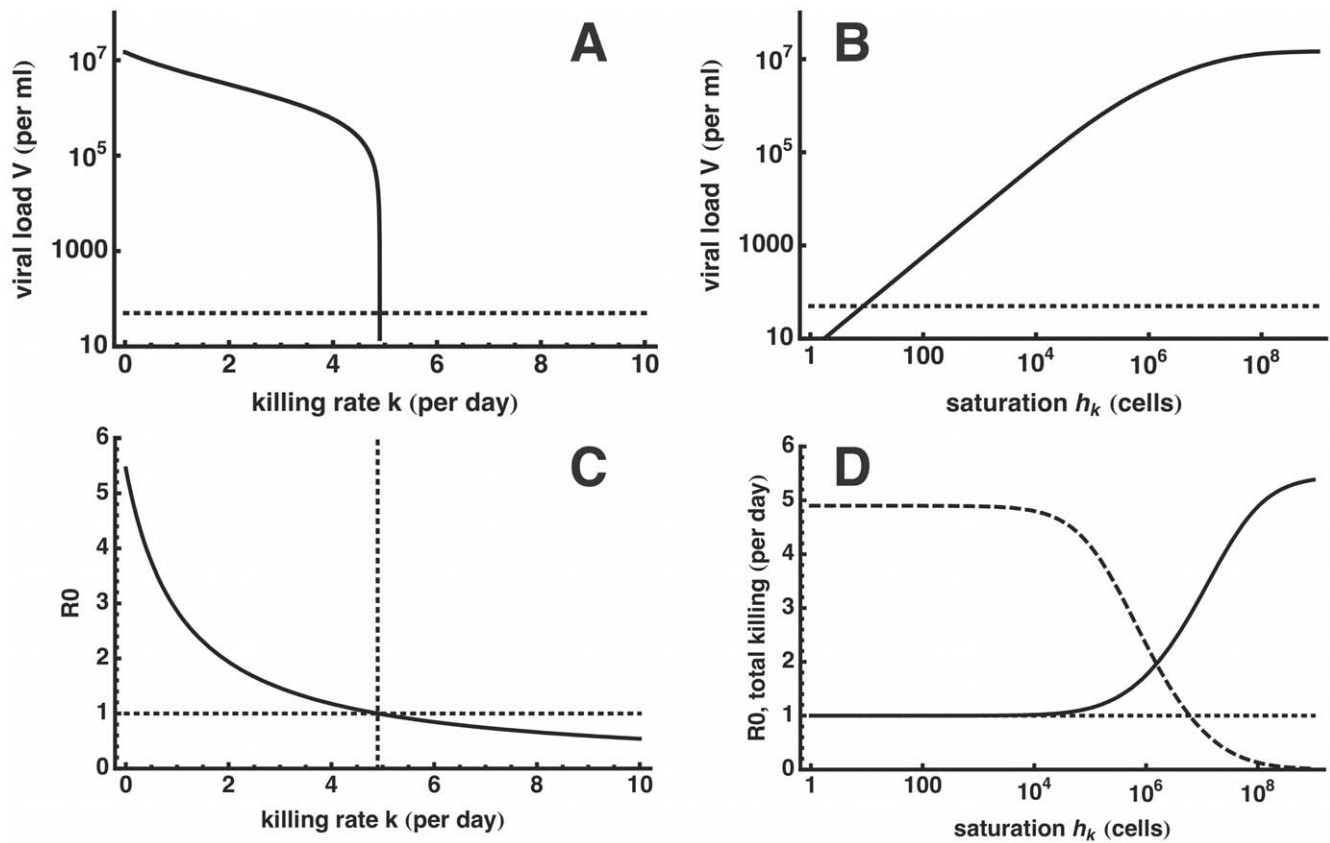 A
viral load V (per ml)
10^7
10^5
1000
10
0 2 4 6 8 10
killing rate k (per day)
B
viral load V (per ml)
10^7
10^5
1000
10
1 100 10^4 10^6 10^8
saturation h_k (cells)
C
R0
6
5
4
3
2
1
0
0 2 4 6 8 10
killing rate k (per day)
D
R0, total killing (per day)
6
5
4
3
2
1
0
1 100 10^4 10^6 10^8
saturation h_k (cells)